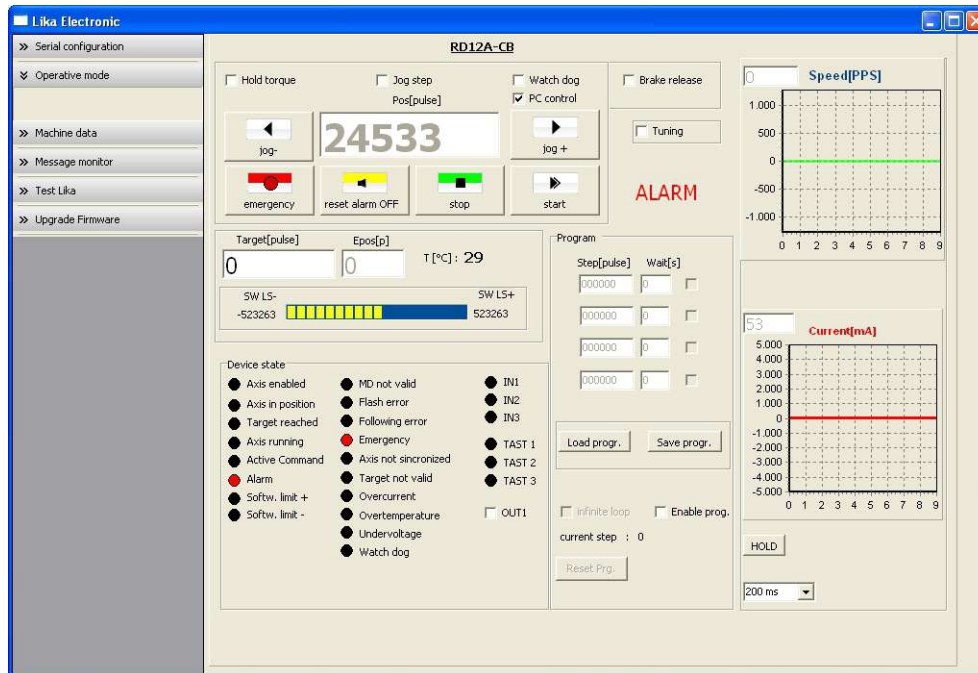 Lika Electronic
Serial configuration
Operative mode
Machine data
Message monitor
Test Lika
Upgrade Firmware
RD12A-CB
Hold torque
Jog step
Watch dog
Brake release
Pos[pulse]
PC control
24533
jog-
jog +
Tuning
emergency
reset alarm OFF
stop
start
ALARM
Target[pulse]
Epos[p]
0
0
T [°C] : 29
SW LS-
SW LS+
-523263
523263
Device state
Axis enabled
Axis in position
Target reached
Axis running
Active Command
Alarm
Softw. limit +
Softw. limit -
MD not valid
Flash error
Following error
Emergency
Axis not sincronized
Target not valid
Overcurrent
Overtemperature
Undervoltage
Watch dog
IN1
IN2
IN3
TAST 1
TAST 2
TAST 3
OUT1
Program
Step[pulse] Wait[s]
000000 0
000000 0
000000 0
000000 0
Load progr.
Save progr.
infinite loop
Enable prog.
current step : 0
Reset Prg.
0
Speed[PPS]
1.000
500
0
-500
-1.000
0 1 2 3 4 5 6 7 8 9
53
Current[mA]
5.000
4.000
3.000
2.000
1.000
0
-1.000
-2.000
-3.000
-4.000
-5.000
0 1 2 3 4 5 6 7 8 9
HOLD
200 ms